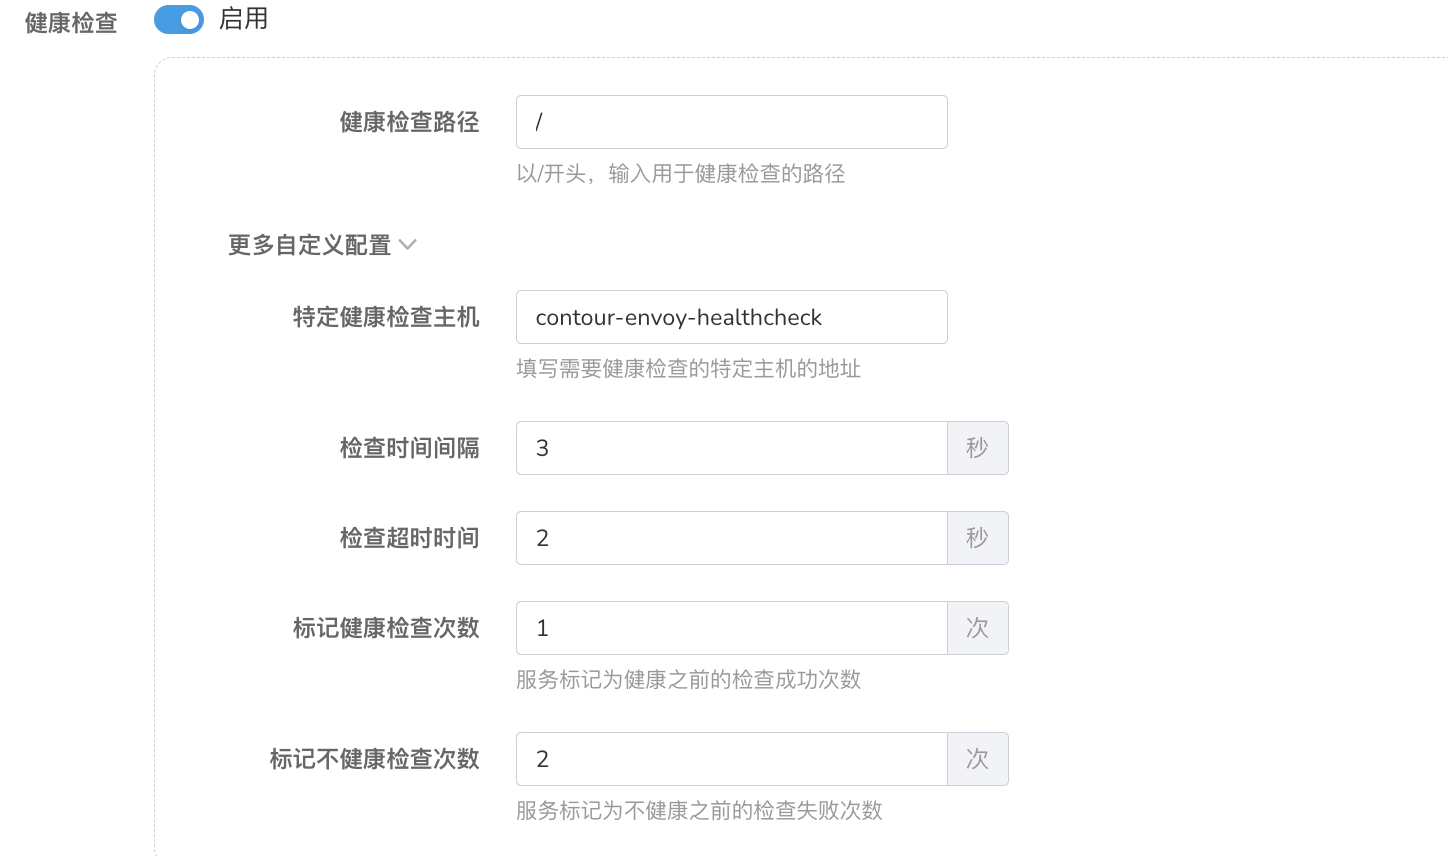 健康检查 启用
健康检查路径 /
以/开头，输入用于健康检查的路径
更多自定义配置
特定健康检查主机 contour-envoy-healthcheck
填写需要健康检查的特定主机的地址
检查时间间隔 3 秒
检查超时时间 2 秒
标记健康检查次数 1 次
服务标记为健康之前的检查成功次数
标记不健康检查次数 2 次
服务标记为不健康之前的检查失败次数